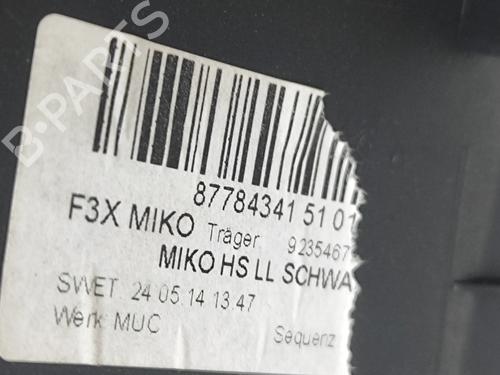 B-PARTS
87784341 51 01
F3X MIKO Träger 9235467
MIKO HS LL SCHWA
SWET 24.05.14 13:47
Werk MUC Sequenz